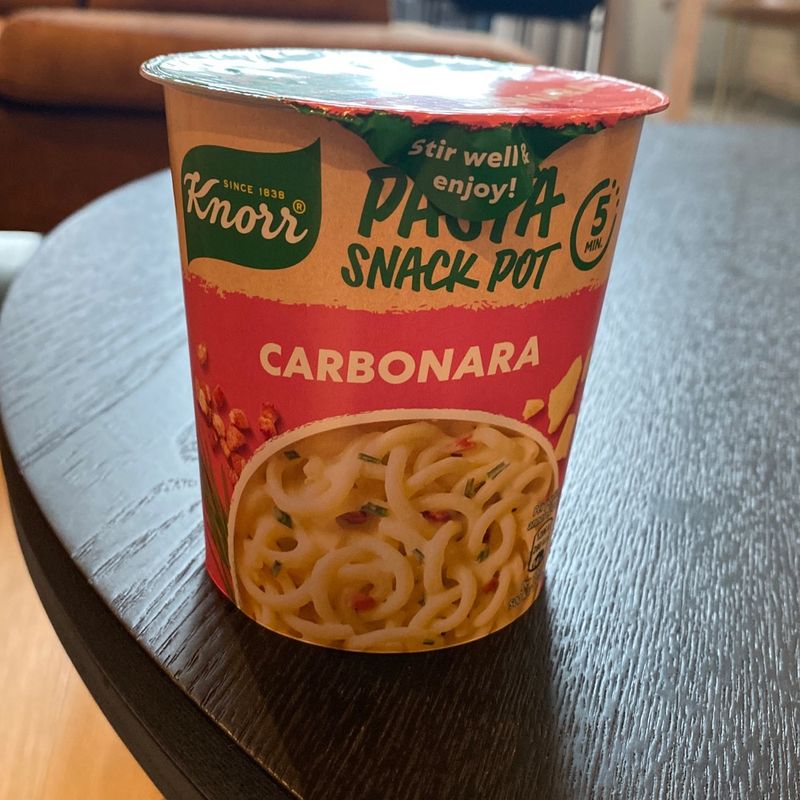 Stir well &
enjoy!
SINCE 1838
Knorr®
PASTA
SNACK POT
5
MIN.
CARBONARA